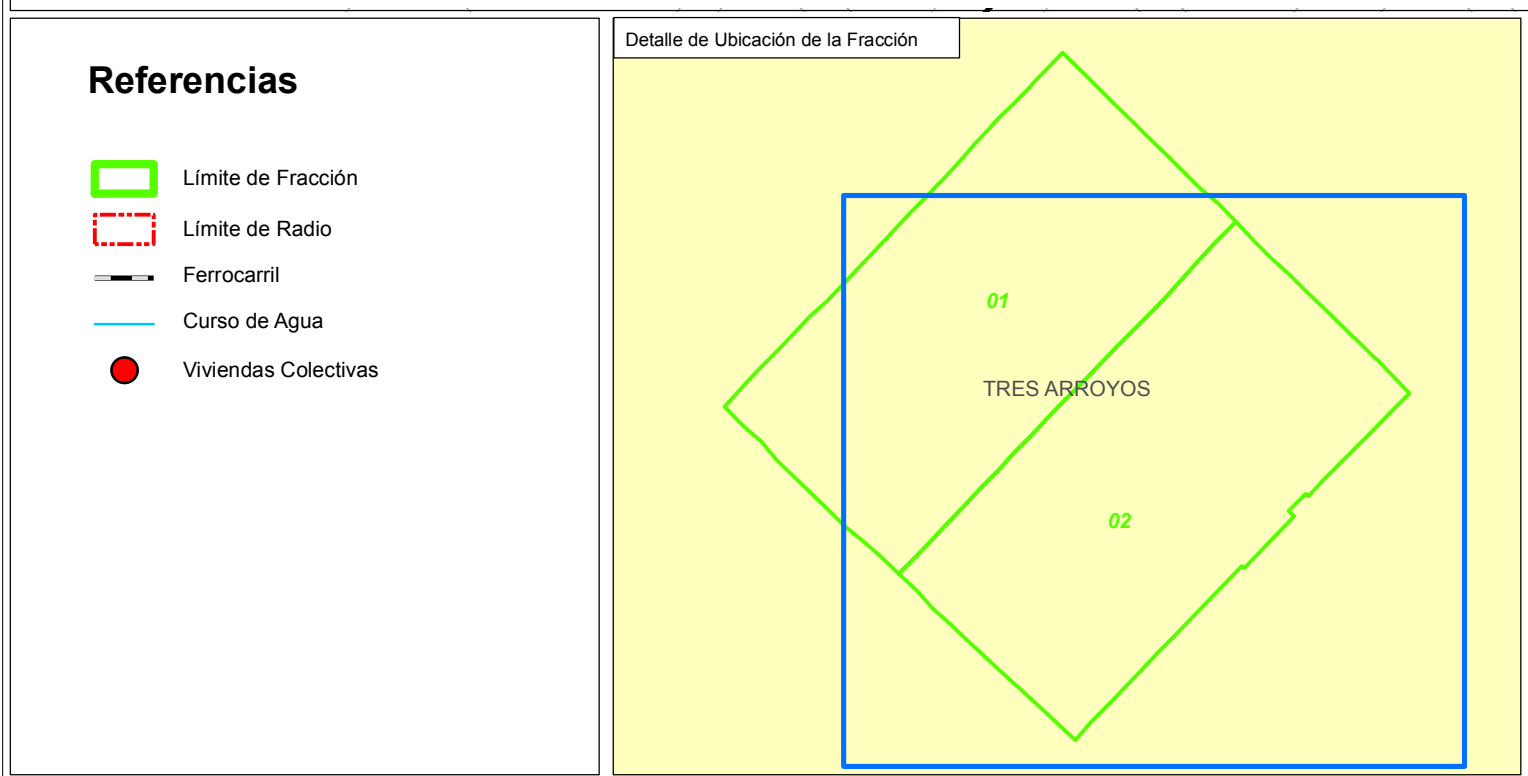 Referencias
Límite de Fracción
Límite de Radio
Ferrocarril
Curso de Agua
Viviendas Colectivas
Detalle de Ubicación de la Fracción
01
TRES ARROYOS
02